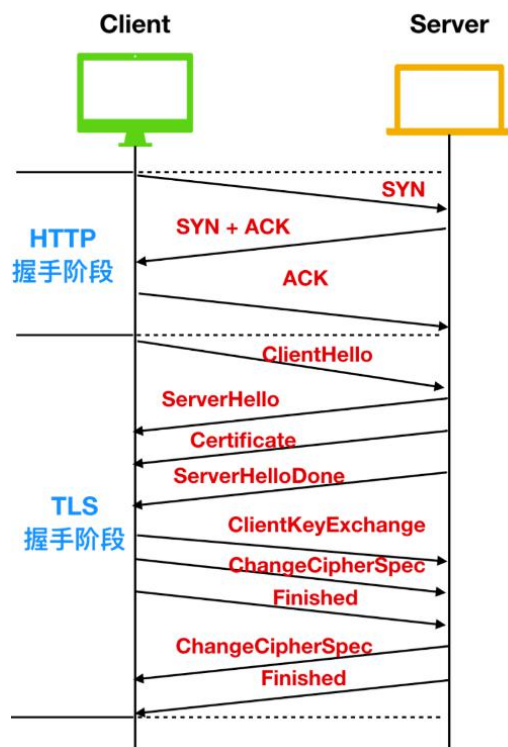 Client
Server
SYN
SYN + ACK
HTTP
握手阶段
ACK
ClientHello
ServerHello
Certificate
ServerHelloDone
TLS
握手阶段
ClientKeyExchange
ChangeCipherSpec
Finished
ChangeCipherSpec
Finished